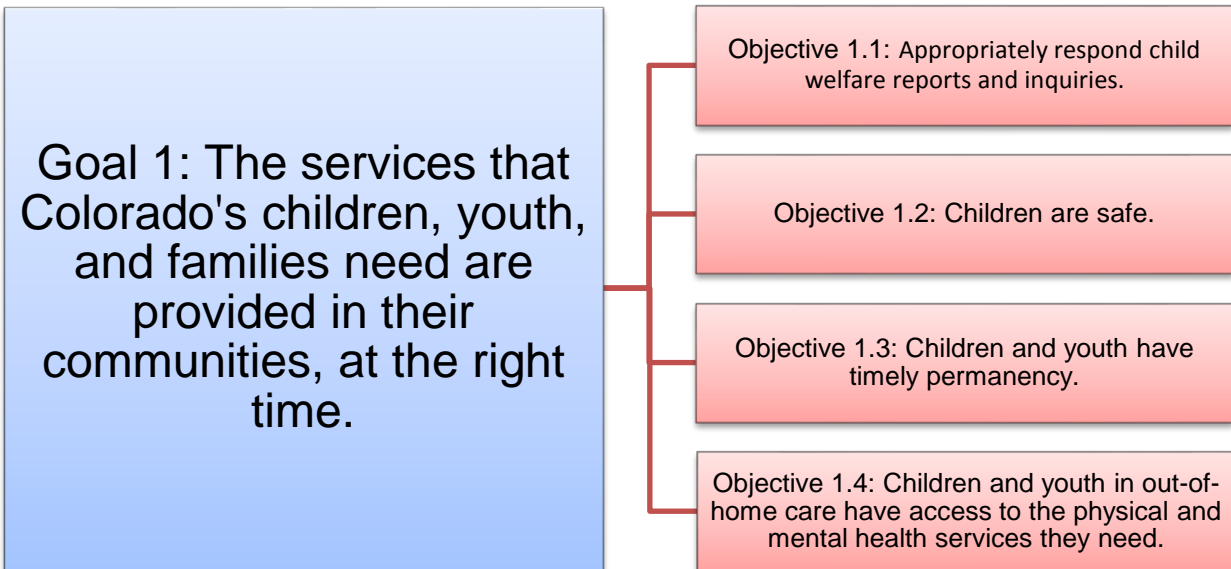 Goal 1: The services that
Colorado's children, youth,
and families need are
provided in their
communities, at the right
time.
Objective 1.1: Appropriately respond child
welfare reports and inquiries.
Objective 1.2: Children are safe.
Objective 1.3: Children and youth have
timely permanency.
Objective 1.4: Children and youth in out-of-
home care have access to the physical and
mental health services they need.